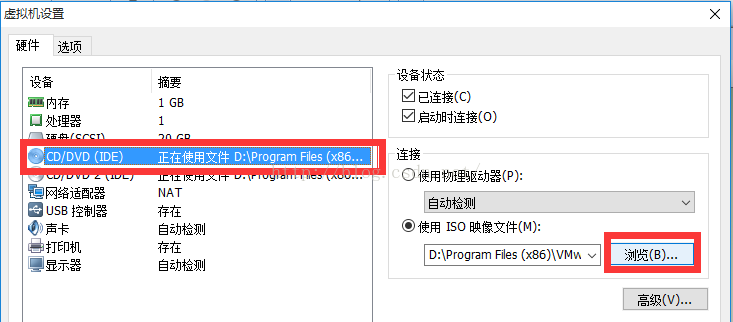 虚拟机设置
硬件 选项
设备 摘要
内存 1 GB
处理器 1
硬盘(SCSI) 20 GB
CD/DVD (IDE) 正在使用文件 D:\Program Files (x86...
CD/DVD 2 (IDE) 正在使用文件 D:\Program Files (x86...
网络适配器 NAT
USB 控制器 存在
声卡 自动检测
打印机 存在
显示器 自动检测
设备状态
已连接(C)
启动时连接(O)
连接
使用物理驱动器(P):
自动检测
使用 ISO 映像文件(M):
D:\Program Files (x86)\VMw 浏览(B)...
高级(V)...